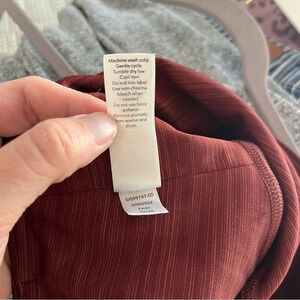 Machine wash cold
Gentle cycle
Tumble dry low
Cool iron
Do not iron label
Use non-chlorine
bleach when
needed
Do not use fabric
softener
Remove promptly
from washer and
dryer.